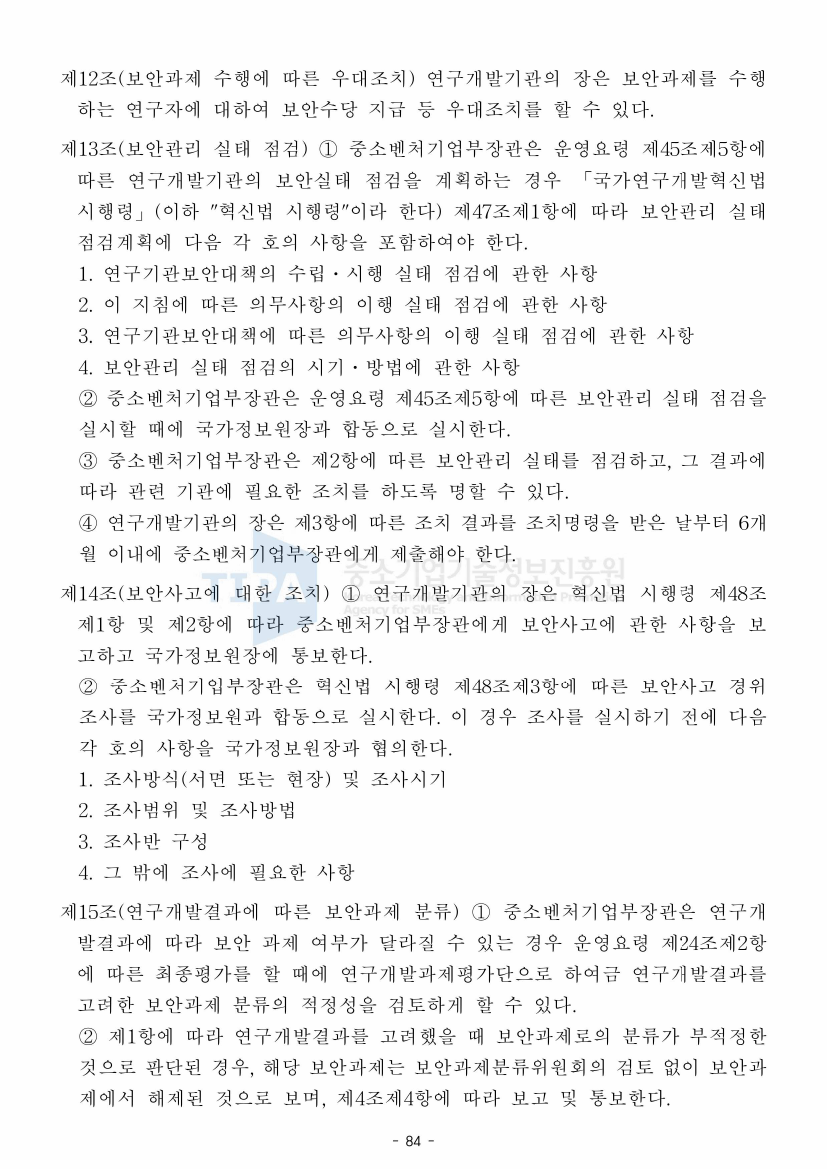 제12조(보안과제 수행에 따른 우대조치) 연구개발기관의 장은 보안과제를 수행
하는 연구자에 대하여 보안수당 지급 등 우대조치를 할 수 있다.
제13조(보안관리 실태 점검) ① 중소벤처기업부장관은 운영요령 제45조제5항에
따른 연구개발기관의 보안실태 점검을 계획하는 경우 「국가연구개발혁신법
시행령」(이하 "혁신법 시행령"이라 한다) 제47조제1항에 따라 보안관리 실태
점검계획에 다음 각 호의 사항을 포함하여야 한다.
1. 연구기관보안대책의 수립·시행 실태 점검에 관한 사항
2. 이 지침에 따른 의무사항의 이행 실태 점검에 관한 사항
3. 연구기관보안대책에 따른 의무사항의 이행 실태 점검에 관한 사항
4. 보안관리 실태 점검의 시기·방법에 관한 사항
② 중소벤처기업부장관은 운영요령 제45조제5항에 따른 보안관리 실태 점검을
실시할 때에 국가정보원장과 합동으로 실시한다.
③ 중소벤처기업부장관은 제2항에 따른 보안관리 실태를 점검하고, 그 결과에
따라 관련 기관에 필요한 조치를 하도록 명할 수 있다.
④ 연구개발기관의 장은 제3항에 따른 조치 결과를 조치명령을 받은 날부터 6개
월 이내에 중소벤처기업부장관에게 제출해야 한다.
TIPA 중소기업기술정보진흥원
Agency for SMEs
제14조(보안사고에 대한 조치) ① 연구개발기관의 장은 혁신법 시행령 제48조
제1항 및 제2항에 따라 중소벤처기업부장관에게 보안사고에 관한 사항을 보
고하고 국가정보원장에 통보한다.
② 중소벤처기입부장관은 혁신법 시행령 제48조제3항에 따른 보안사고 경위
조사를 국가정보원과 합동으로 실시한다. 이 경우 조사를 실시하기 전에 다음
각 호의 사항을 국가정보원장과 협의한다.
1. 조사방식(서면 또는 현장) 및 조사시기
2. 조사범위 및 조사방법
3. 조사반 구성
4. 그 밖에 조사에 필요한 사항
제15조(연구개발결과에 따른 보안과제 분류) ① 중소벤처기업부장관은 연구개
발결과에 따라 보안 과제 여부가 달라질 수 있는 경우 운영요령 제24조제2항
에 따른 최종평가를 할 때에 연구개발과제평가단으로 하여금 연구개발결과를
고려한 보안과제 분류의 적정성을 검토하게 할 수 있다.
② 제1항에 따라 연구개발결과를 고려했을 때 보안과제로의 분류가 부적정한
것으로 판단된 경우, 해당 보안과제는 보안과제분류위원회의 검토 없이 보안과
제에서 해제된 것으로 보며, 제4조제4항에 따라 보고 및 통보한다.
- 84 -